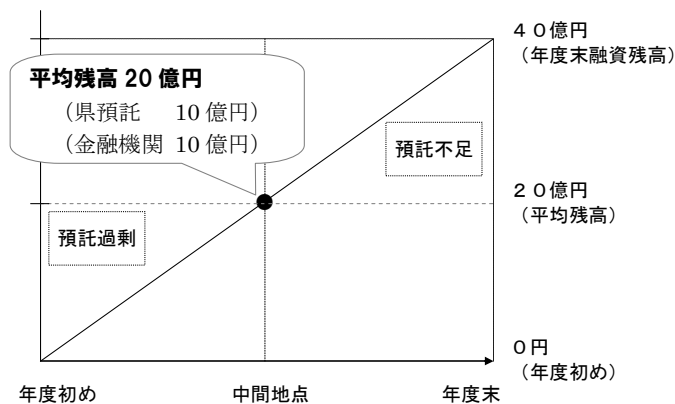 ４０億円
（年度末融資残高）
平均残高 20 億円
（県預託　10 億円）
（金融機関 10 億円）
預託不足
２０億円
（平均残高）
預託過剰
０円
（年度初め）
年度初め
中間地点
年度末